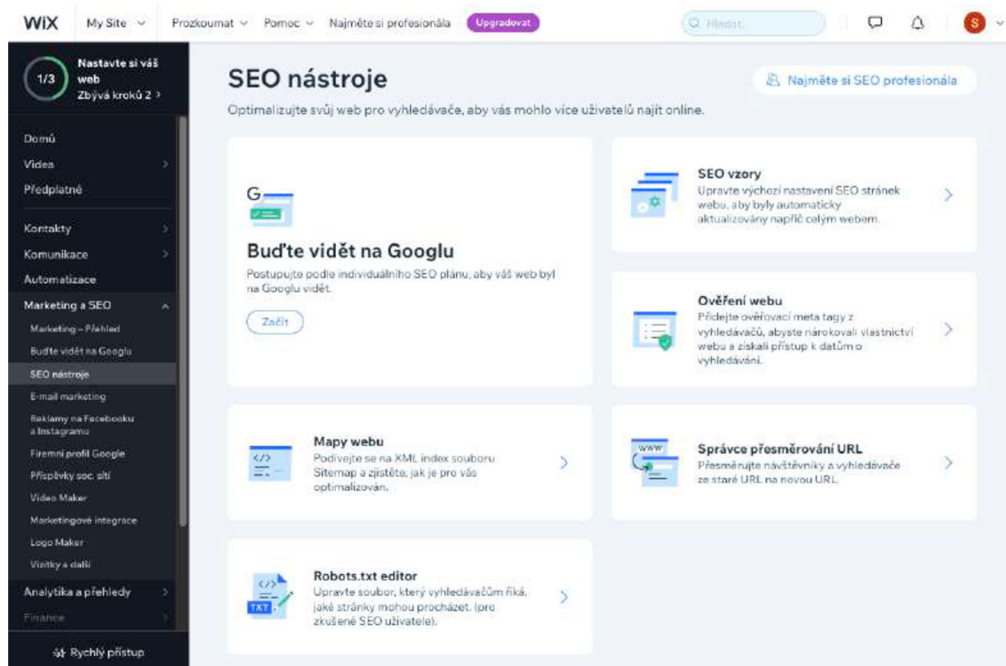 WiX
My Site
Prozkoumat
Pomoc
Najměte si profesionála
Upgradovat
Hledat.
S
1/3
Nastavte si váš
web
Zbývá kroků 2 >
Domů
Videa
Předplatné
Kontakty
Komunikace
Automatizace
Marketing a SEO
Marketing – Přehled
Buďte vidět na Googlu
SEO nástroje
E-mail marketing
Reklamy na Facebooku
a Instagramu
Firemní profil Google
Příspěvky soc. sítí
Video Maker
Marketingové integrace
Logo Maker
Vizitky a další
Analytika a přehledy
Finance
Rychlý přístup
SEO nástroje
Najměte si SEO profesionála
Optimalizujte svůj web pro vyhledávače, aby vás mohlo více uživatelů najít online.
G
Buďte vidět na Googlu
Postupujte podle individuálního SEO plánu, aby váš web byl
na Googlu vidět.
Začít
SEO vzory
Upravte výchozí nastavení SEO stránek
webu, aby byly automaticky
aktualizovány napříč celým webem.
Ověření webu
Přidejte ověřovací meta tagy z
vyhledávačů, abyste nárokovali vlastnictví
webu a získali přístup k datům o
vyhledávání.
</>
Mapy webu
Podívejte se na XML index souboru
Sitemap a zjistěte, jak je pro vás
optimalizován.
WWW
Správce přesměrování URL
Přesměrujte návštěvníky a vyhledávače
ze staré URL na novou URL.
</>
TXT
Robots.txt editor
Upravte soubor, který vyhledávačům říká,
jaké stránky mohou procházet. (pro
zkušené SEO uživatele).